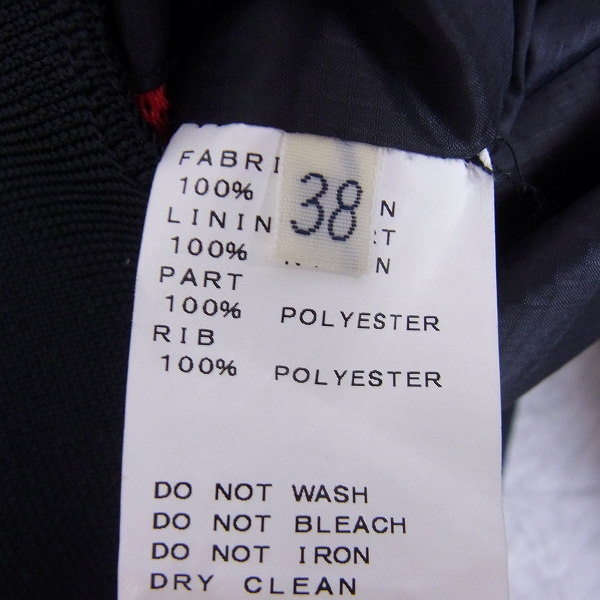 FABRI
38
100% N
LININ RT
100% N
PART
100% POLYESTER
RIB
100% POLYESTER
DO NOT WASH
DO NOT BLEACH
DO NOT IRON
DRY CLEAN